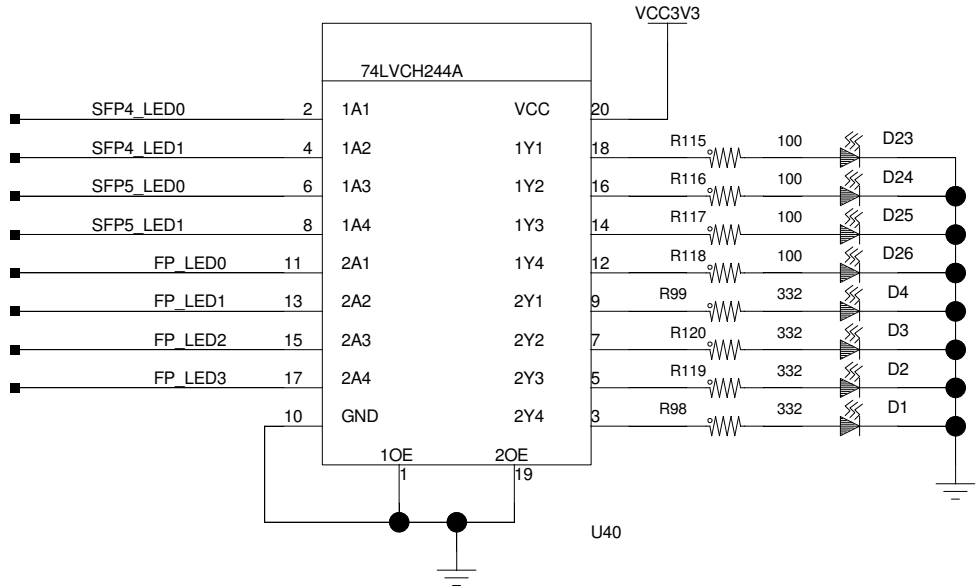 VCC3V3
74LVCH244A
SFP4_LED0 2 1A1 VCC 20
SFP4_LED1 4 1A2 1Y1 18 R115 100 D23
SFP5_LED0 6 1A3 1Y2 16 R116 100 D24
SFP5_LED1 8 1A4 1Y3 14 R117 100 D25
FP_LED0 11 2A1 1Y4 12 R118 100 D26
FP_LED1 13 2A2 2Y1 9 R99 332 D4
FP_LED2 15 2A3 2Y2 7 R120 332 D3
FP_LED3 17 2A4 2Y3 5 R119 332 D2
10 GND 2Y4 3 R98 332 D1
1OE 2OE
1 19
U40